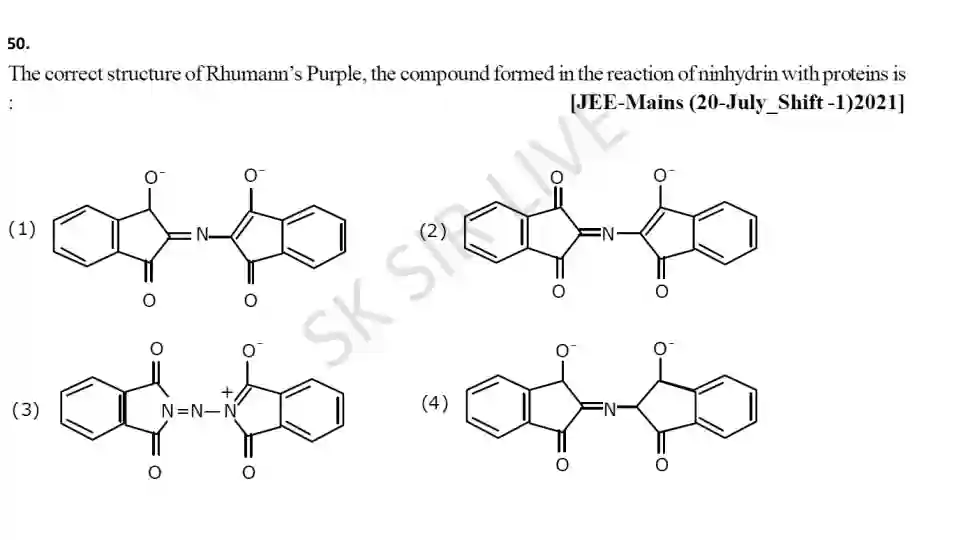 50.
The correct structure of Rhumann's Purple, the compound formed in the reaction of ninhydrin with proteins is
:
[JEE-Mains (20-July_Shift -1)2021]
(1)
O⁻
O⁻
N
O
O
(2)
O
O⁻
N
O
O
(3)
O
O⁻
N=N–N
+
O
O
(4)
O⁻
O⁻
N
O
O
SK SIR LIVE